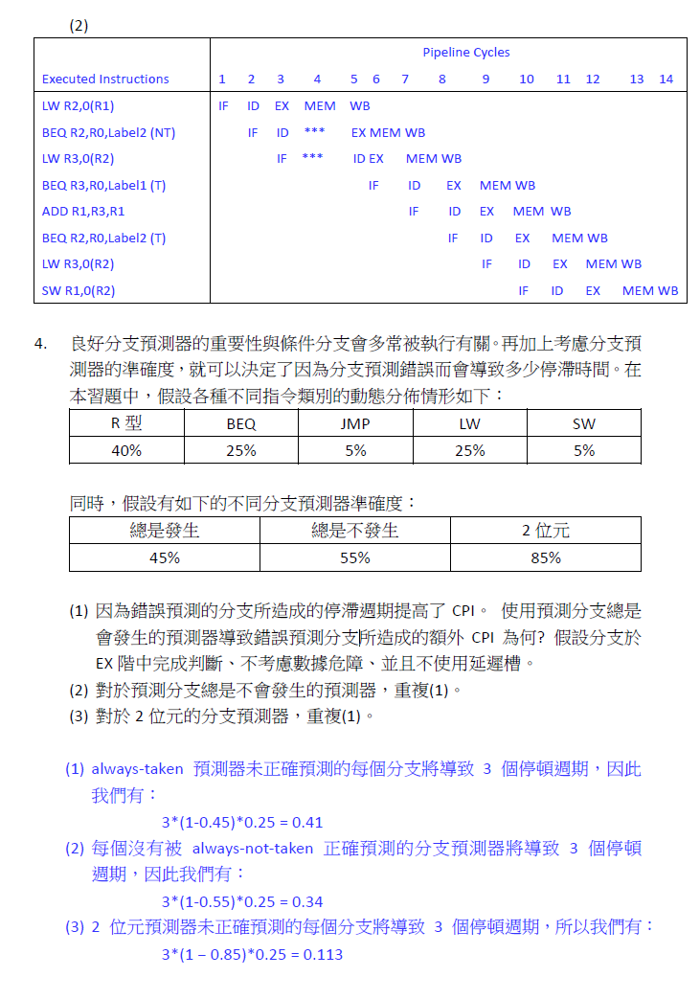 (2)
Pipeline Cycles
Executed Instructions 1 2 3 4 5 6 7 8 9 10 11 12 13 14
LW R2,0(R1) IF ID EX MEM WB
BEQ R2,R0,Label2 (NT) IF ID *** EX MEM WB
LW R3,0(R2) IF *** ID EX MEM WB
BEQ R3,R0,Label1 (T) IF ID EX MEM WB
ADD R1,R3,R1 IF ID EX MEM WB
BEQ R2,R0,Label2 (T) IF ID EX MEM WB
LW R3,0(R2) IF ID EX MEM WB
SW R1,0(R2) IF ID EX MEM WB
4. 良好分支預測器的重要性與條件分支會多常被執行有關。再加上考慮分支預
測器的準確度，就可以決定了因為分支預測錯誤而會導致多少停滯時間。在
本習題中，假設各種不同指令類別的動態分佈情形如下：
R 型 BEQ JMP LW SW
40% 25% 5% 25% 5%
同時，假設有如下的不同分支預測器準確度：
總是發生 總是不發生 2 位元
45% 55% 85%
(1) 因為錯誤預測的分支所造成的停滯週期提高了 CPI。 使用預測分支總是
會發生的預測器導致錯誤預測分支所造成的額外 CPI 為何? 假設分支於
EX 階中完成判斷、不考慮數據危障、並且不使用延遲槽。
(2) 對於預測分支總是不會發生的預測器，重複(1)。
(3) 對於 2 位元的分支預測器，重複(1)。
(1) always-taken 預測器未正確預測的每個分支將導致 3 個停頓週期，因此
我們有：
3*(1-0.45)*0.25 = 0.41
(2) 每個沒有被 always-not-taken 正確預測的分支預測器將導致 3 個停頓
週期，因此我們有：
3*(1-0.55)*0.25 = 0.34
(3) 2 位元預測器未正確預測的每個分支將導致 3 個停頓週期，所以我們有：
3*(1 – 0.85)*0.25 = 0.113